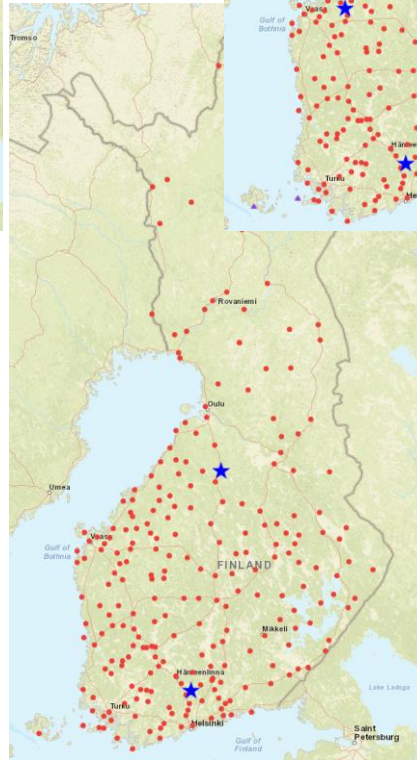 Tromso
Gulf of
Bothnia
Vaasa
Turku
Rovaniemi
Oulu
Umea
Gulf of
Bothnia
FINLAND
Mikkeli
Hämeenlinna
Turku
Helsinki
Gulf of
Finland
Lake Ladoga
Saint
Petersburg